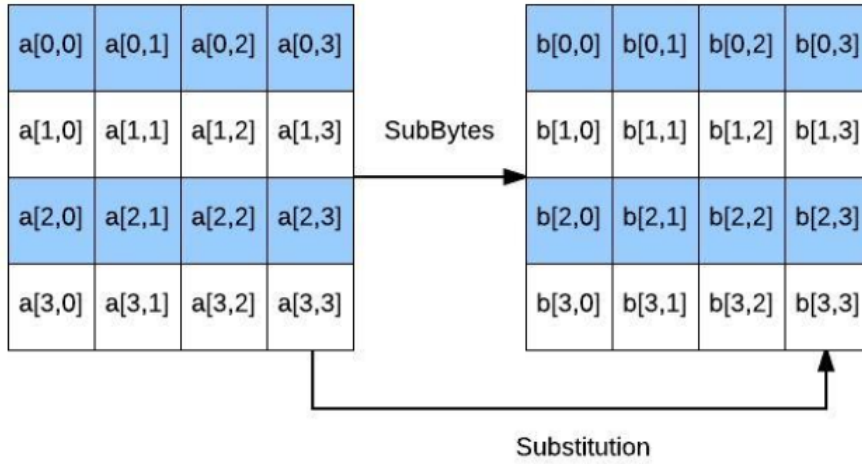 a[0,0] a[0,1] a[0,2] a[0,3] b[0,0] b[0,1] b[0,2] b[0,3]
a[1,0] a[1,1] a[1,2] a[1,3] SubBytes b[1,0] b[1,1] b[1,2] b[1,3]
a[2,0] a[2,1] a[2,2] a[2,3] b[2,0] b[2,1] b[2,2] b[2,3]
a[3,0] a[3,1] a[3,2] a[3,3] b[3,0] b[3,1] b[3,2] b[3,3]
Substitution